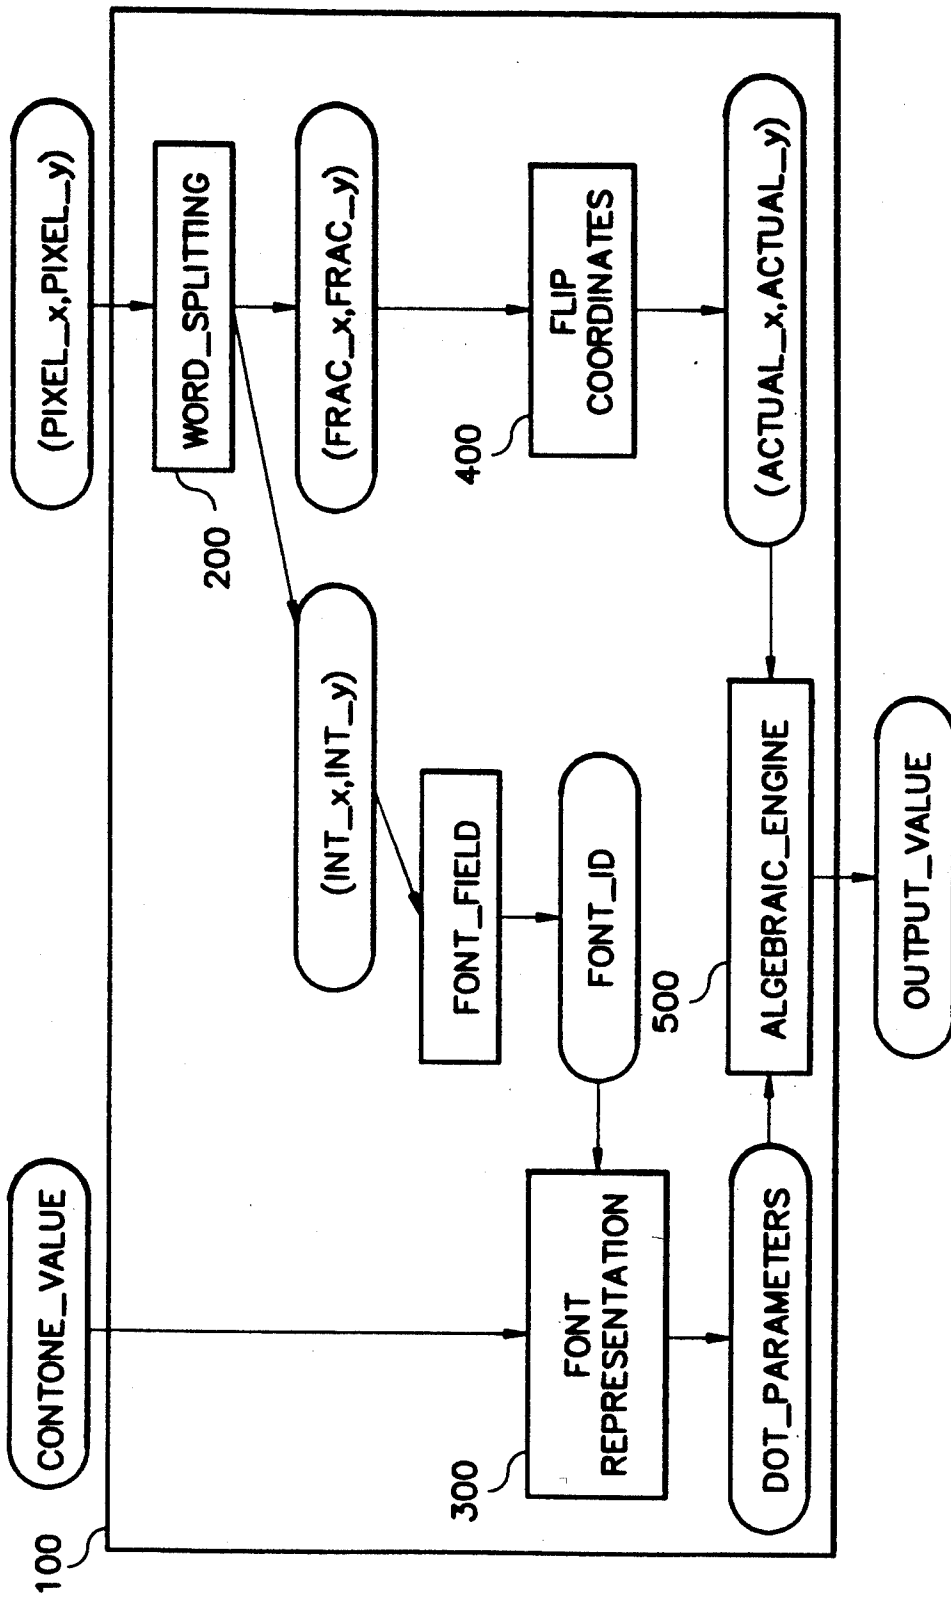 100
CONTONE_VALUE
(PIXEL_x,PIXEL_y)
WORD_SPLITTING
200
(INT_x,INT_y)
(FRAC_x,FRAC_y)
FONT_FIELD
300
FONT
REPRESENTATION
FONT_ID
400
FLIP
COORDINATES
DOT_PARAMETERS
500
ALGEBRAIC_ENGINE
(ACTUAL_x,ACTUAL_y)
OUTPUT_VALUE